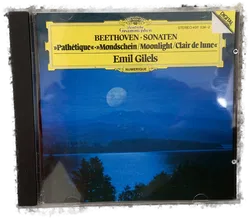 BEETHOVEN · SONATEN
»Pathétique«·»Mondschein/Moonlight/Clair de lune«
Emil Gilels